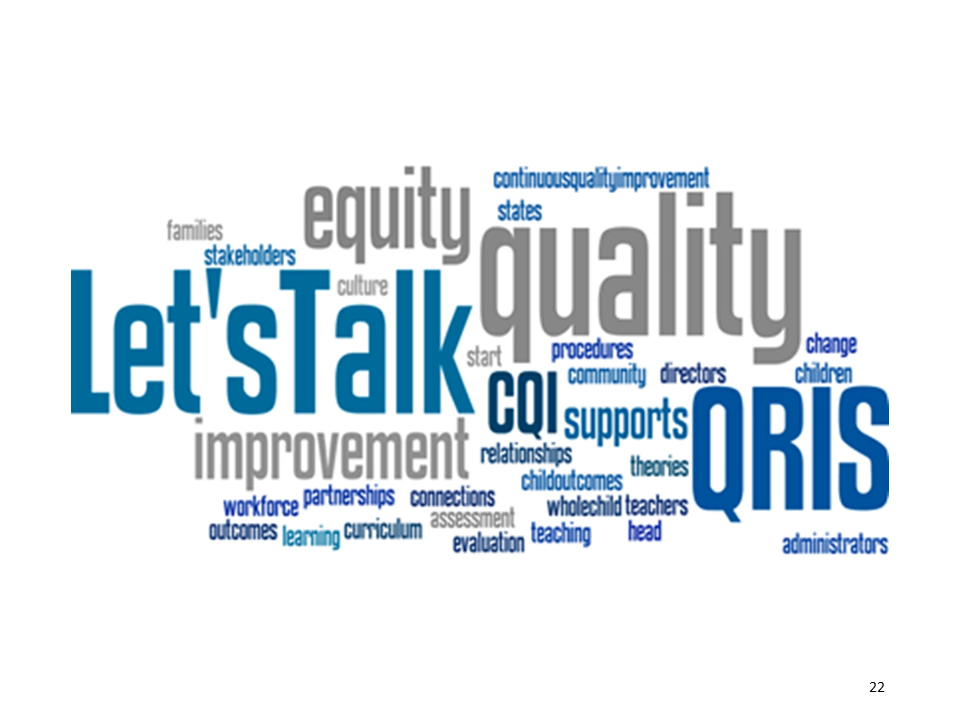 continuousqualityimprovement
equity
states
quality
families
stakeholders
Let'sTalk
culture
start
procedures
change
community
directors
children
CQI
supports
QRIS
improvement
relationships
theories
childoutcomes
workforce
partnerships
connections
wholechild
teachers
outcomes
learning
curriculum
assessment
evaluation
teaching
head
administrators
22